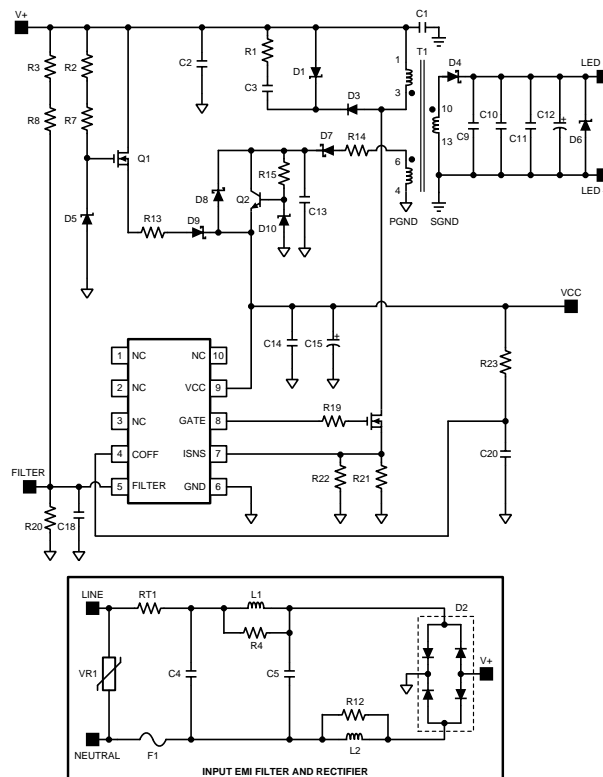 V+
C1
R3
R2
C2
R1
C3
D1
D3
1
T1
3
D4
LED
10
13
C9
C10
C11
C12
D6
LED
R8
R7
Q1
D7
R14
6
4
PGND
SGND
D5
R13
D9
D8
Q2
R15
D10
C13
VCC
C14
C15
R23
1 NC NC 10
2 NC VCC 9
3 NC GATE 8
4 COFF ISNS 7
5 FILTER GND 6
R19
C20
FILTER
R20
C18
R22
R21
LINE
RT1
L1
R4
D2
VR1
C4
C5
V+
R12
NEUTRAL
F1
L2
INPUT EMI FILTER AND RECTIFIER